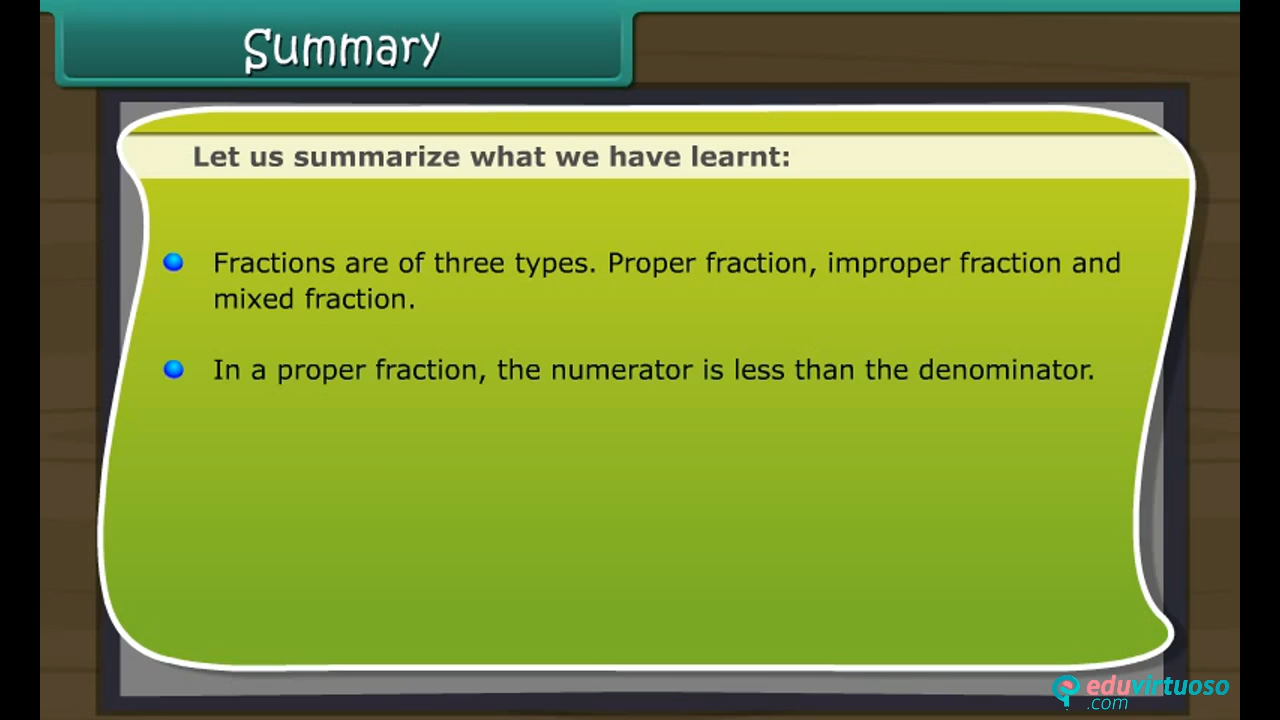 Summary
Let us summarize what we have learnt:
Fractions are of three types. Proper fraction, improper fraction and
mixed fraction.
In a proper fraction, the numerator is less than the denominator.
eduvirtuoso
.com